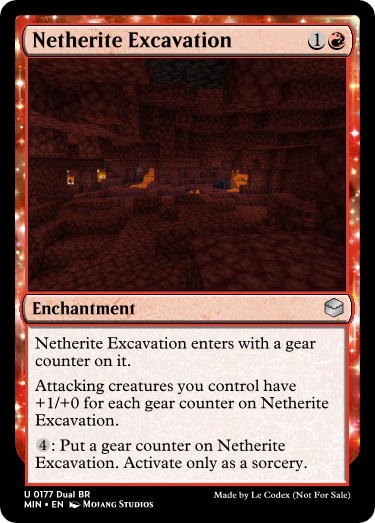 Netherite Excavation 1
Enchantment
Netherite Excavation enters with a gear
counter on it.
Attacking creatures you control have
+1/+0 for each gear counter on Netherite
Excavation.
4: Put a gear counter on Netherite
Excavation. Activate only as a sorcery.
U 0177 Dual BR
MIN • EN Mojang Studios
Made by Le Codex (Not For Sale)